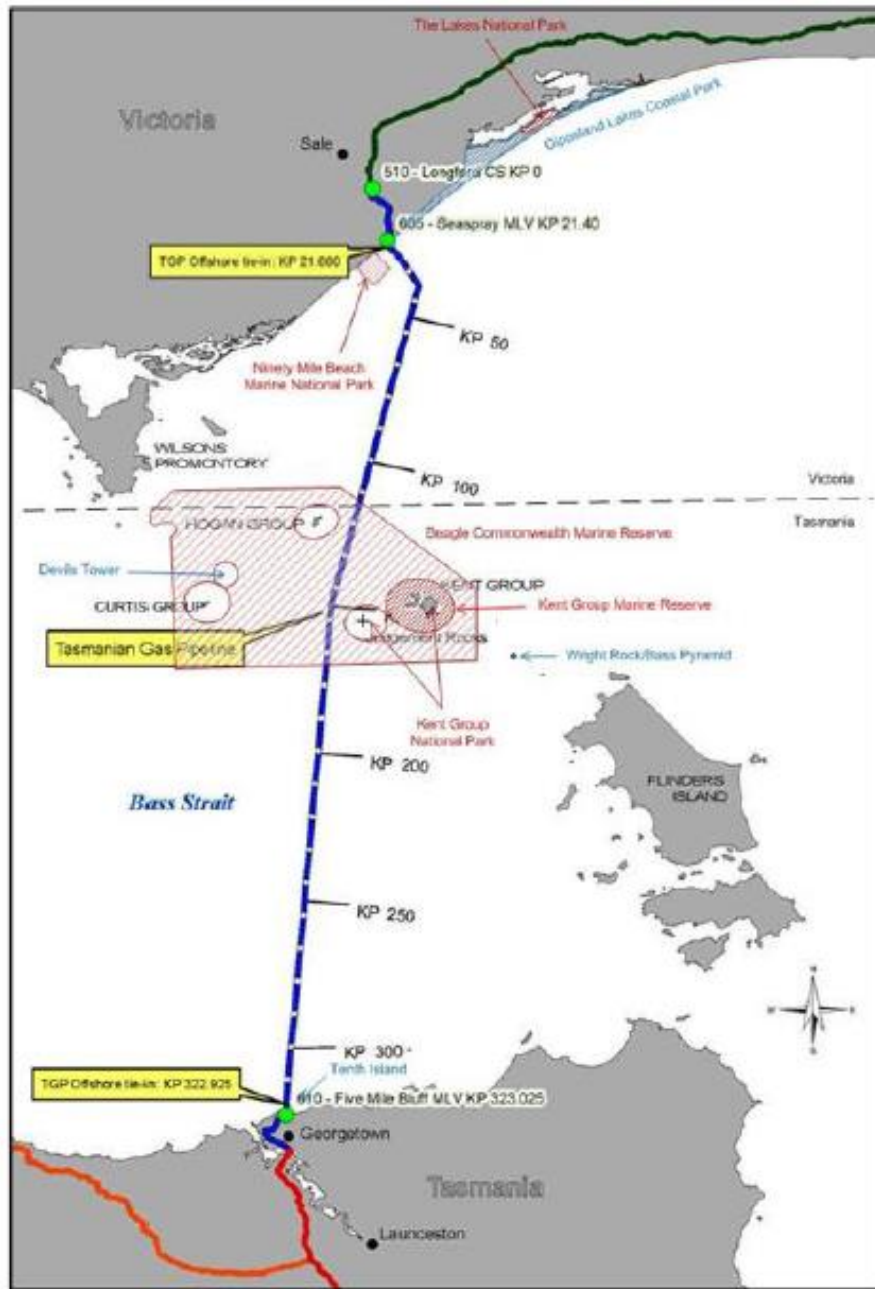 The Lakes National Park
Victoria
Gippsland Lakes Coastal Park
Sale
510 - Longford CS KP 0
605 - Seaspray MLV KP 21.40
TGP Offshore tie-in: KP 21.600
KP 50
Ninety Mile Beach
Marine National Park
WILSONS
PROMONTORY
KP 100
Victoria
Tasmania
HOGAN GROUP
Beagle Commonwealth Marine Reserve
Devils Tower
KENT GROUP
CURTIS GROUP
Kent Group Marine Reserve
Judgement Rocks
Tasmanian Gas Pipeline
Wright Rock/Bass Pyramid
Kent Group
National Park
KP 200
FLINDERS
ISLAND
Bass Strait
KP 250
N
W
E
S
KP 300
Tenth Island
TGP Offshore tie-in: KP 322.925
610 - Five Mile Bluff MLV KP 323.025
Georgetown
Tasmania
Launceston